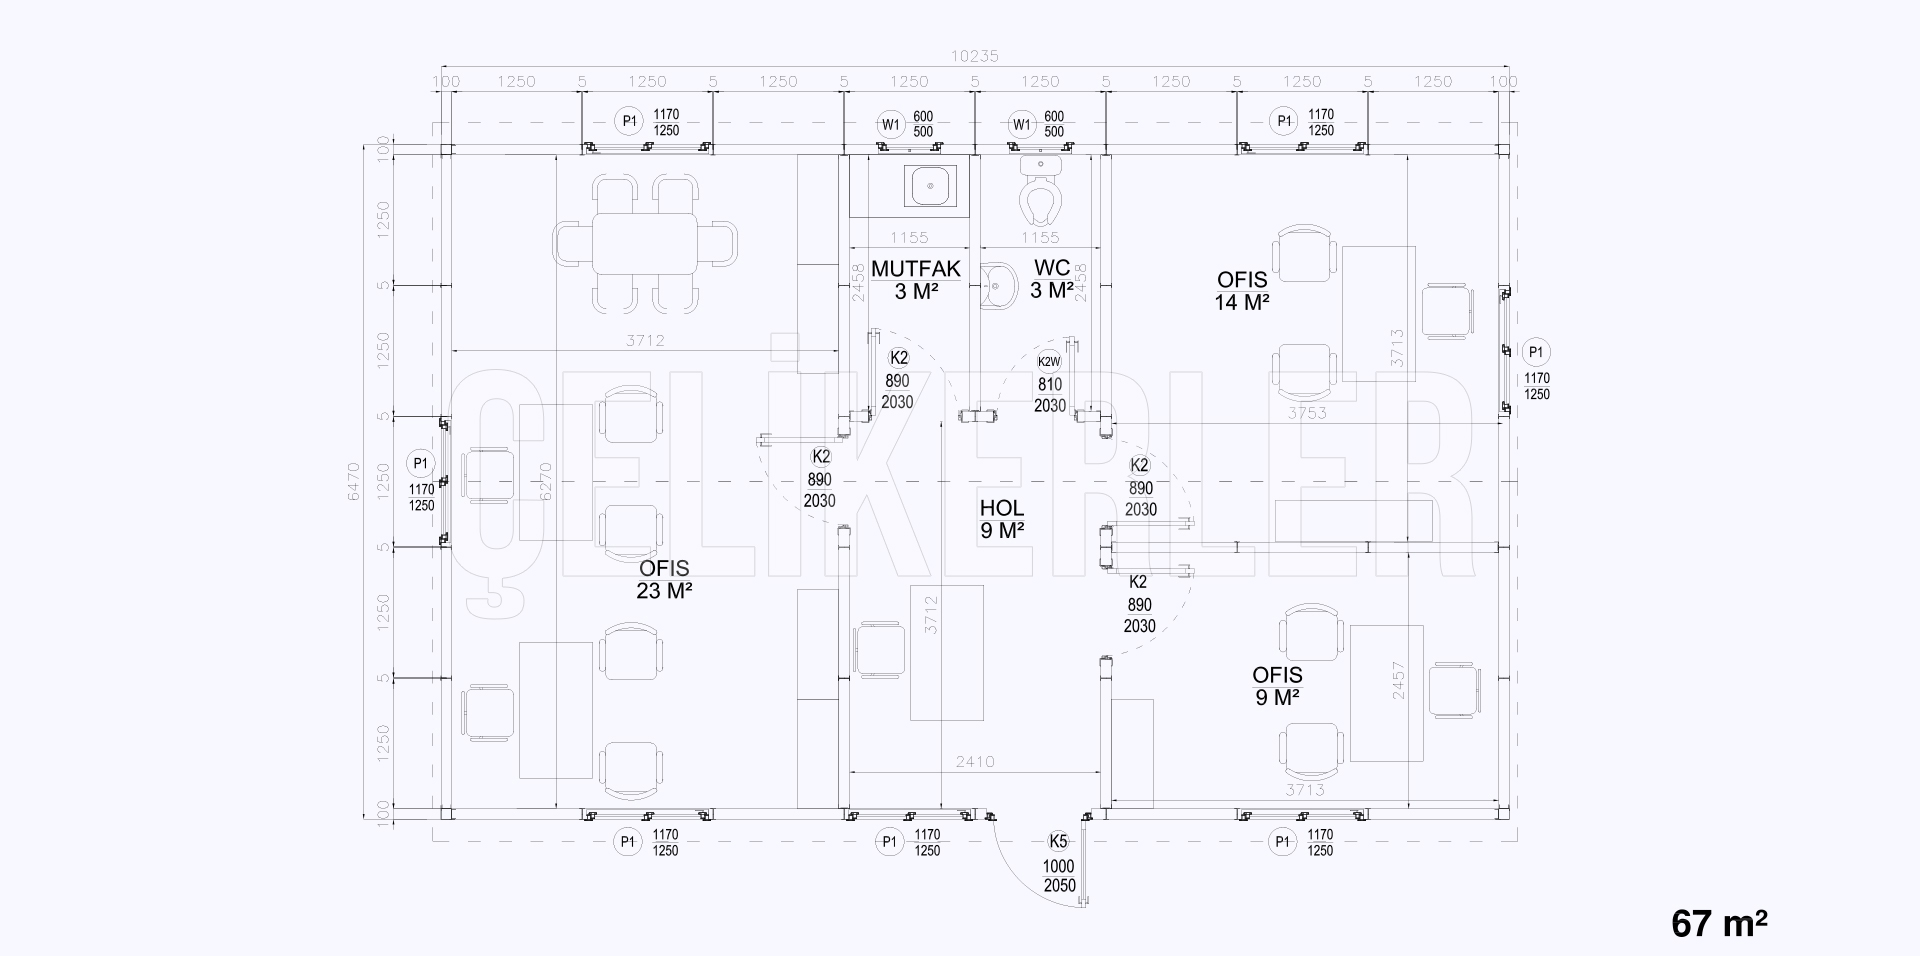 10235
100 1250 5 1250 5 1250 5 1250 5 1250 5 1250 5 1250 5 1250 100
P1 1170 1250
W1 600 500
W1 600 500
P1 1170 1250
100
1250
5
1250
5
1250
5
1250
5
1250
100
6470
6270
3712
1155
1155
2458
2458
MUTFAK
3 M²
WC
3 M²
OFIS
14 M²
3713
3753
P1
1170
1250
K2
890
2030
K2W
810
2030
ÇELİKEPLER
P1
1170
1250
K2
890
2030
K2
890
2030
HOL
9 M²
OFIS
23 M²
K2
890
2030
3712
OFIS
9 M²
2457
2410
3713
P1 1170 1250
P1 1170 1250
K5
1000
2050
P1 1170 1250
67 m²